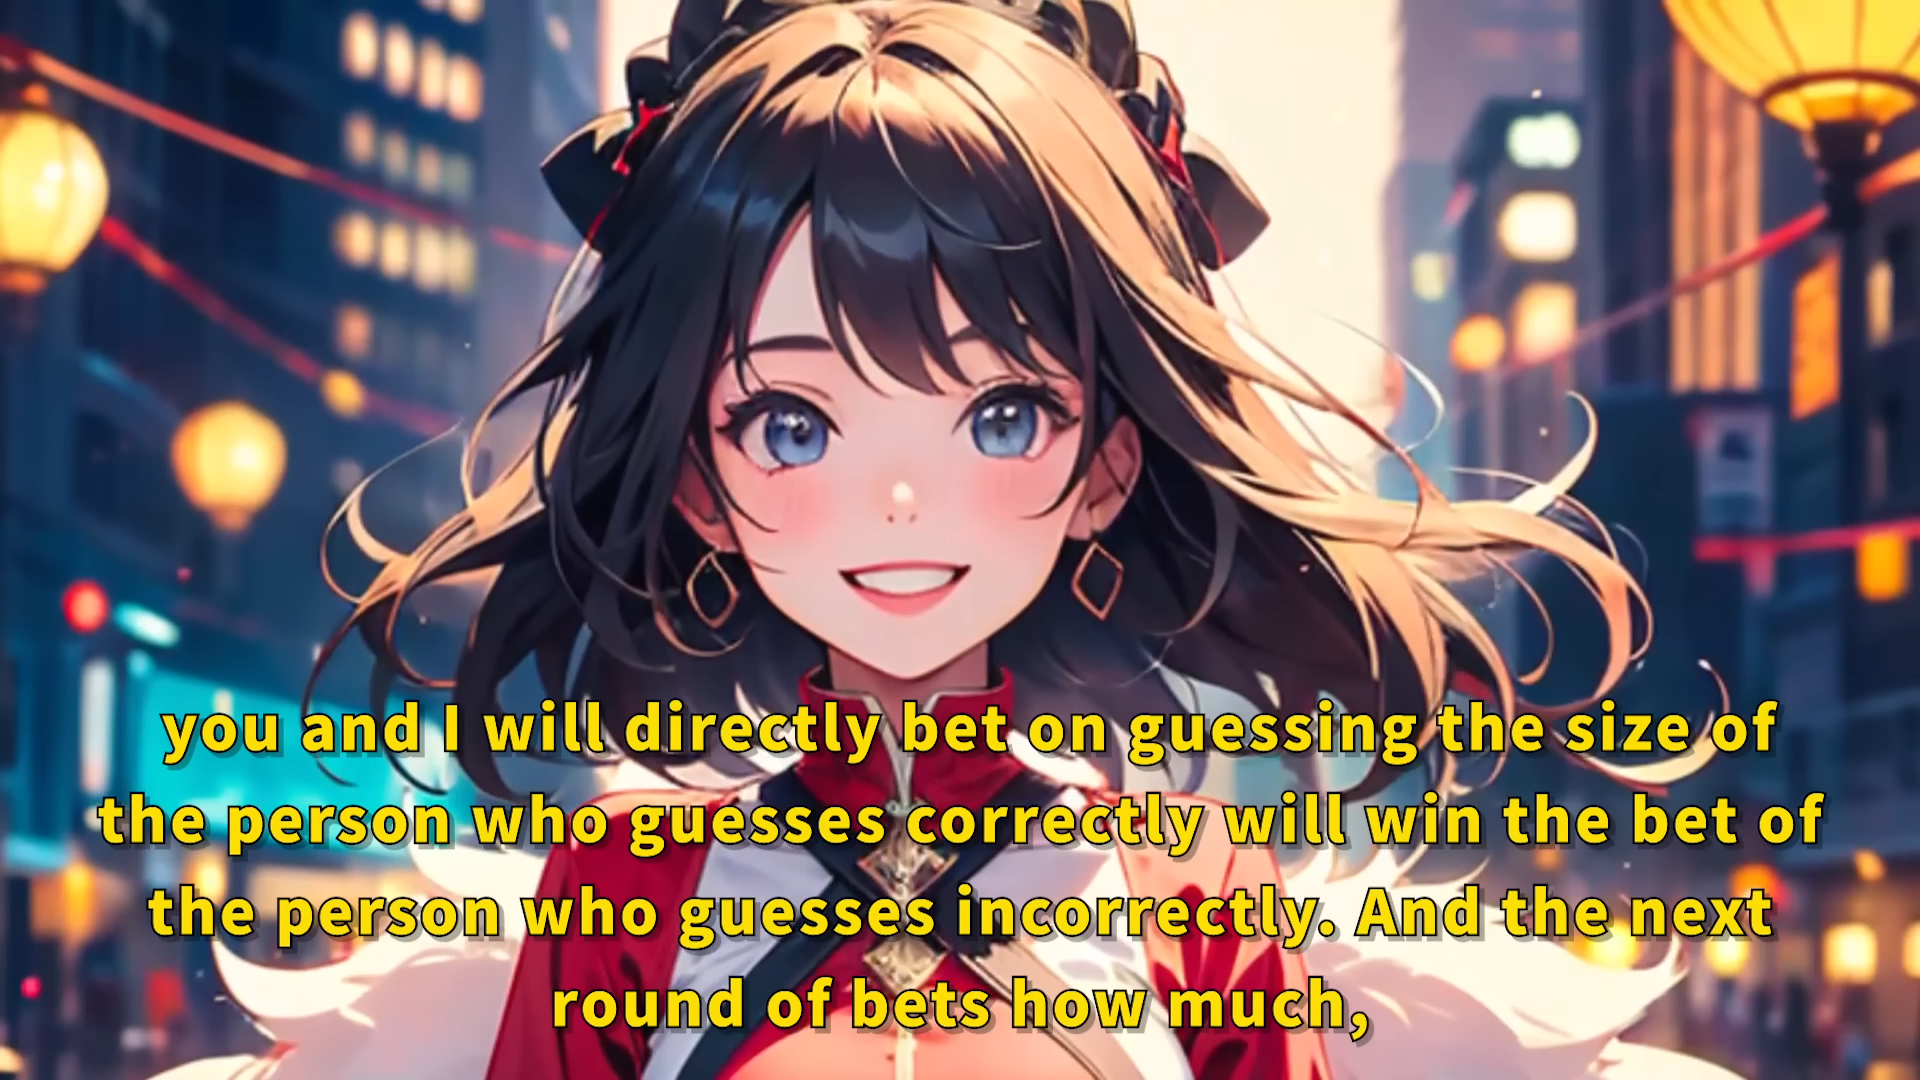 you and I will directly bet on guessing the size of
the person who guesses correctly will win the bet of
the person who guesses incorrectly. And the next
round of bets how much,